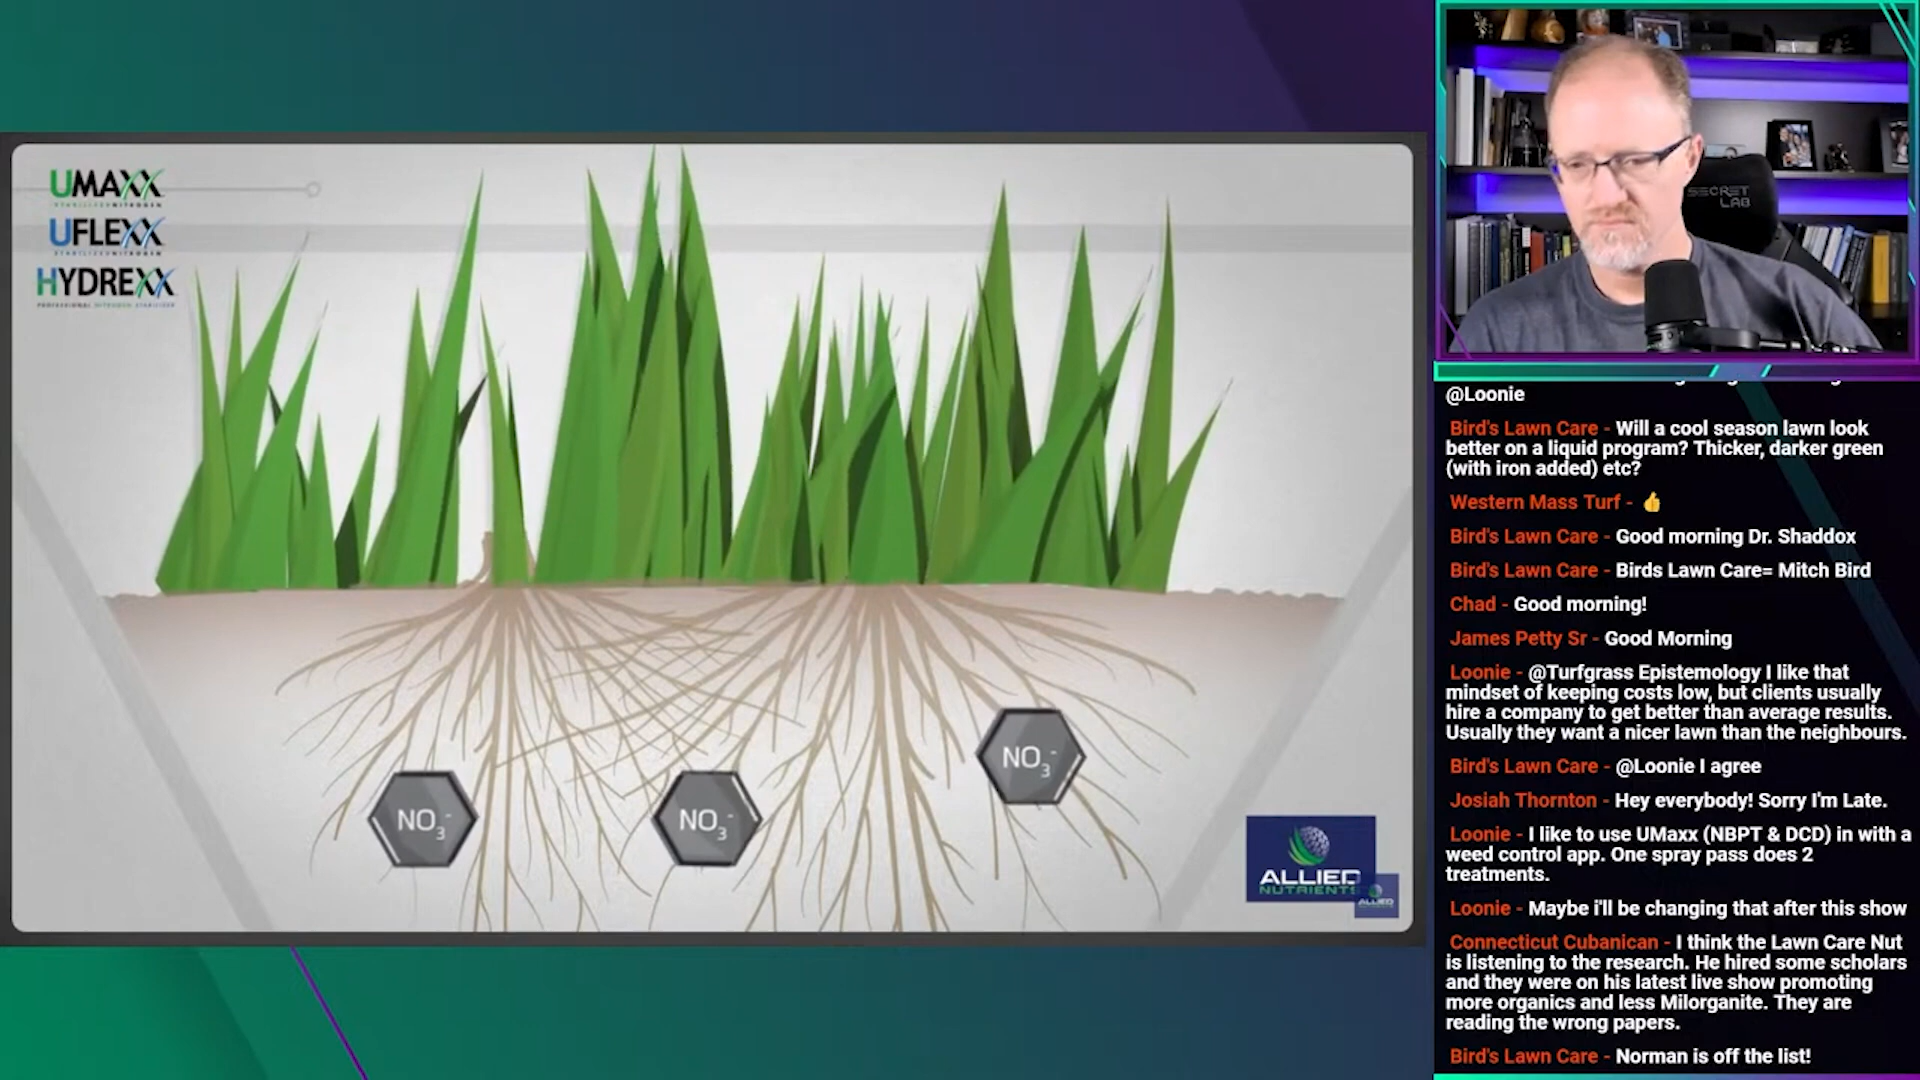 UMAXX
STABILIZED NITROGEN
UFLEXX
STABILIZED NITROGEN
HYDREXX
PROFESSIONAL NITROGEN STABILIZER
NO3-
NO3-
NO3-
ALLIED
NUTRIENTS
ALLIED
SECRET
LAB
@Loonie
Bird's Lawn Care - Will a cool season lawn look
better on a liquid program? Thicker, darker green
(with iron added) etc?
Western Mass Turf - 👍
Bird's Lawn Care - Good morning Dr. Shaddox
Bird's Lawn Care - Birds Lawn Care= Mitch Bird
Chad - Good morning!
James Petty Sr - Good Morning
Loonie - @Turfgrass Epistemology I like that
mindset of keeping costs low, but clients usually
hire a company to get better than average results.
Usually they want a nicer lawn than the neighbours.
Bird's Lawn Care - @Loonie I agree
Josiah Thornton - Hey everybody! Sorry I'm Late.
Loonie - I like to use UMaxx (NBPT & DCD) in with a
weed control app. One spray pass does 2
treatments.
Loonie - Maybe i'll be changing that after this show
Connecticut Cubanican - I think the Lawn Care Nut
is listening to the research. He hired some scholars
and they were on his latest live show promoting
more organics and less Milorganite. They are
reading the wrong papers.
Bird's Lawn Care - Norman is off the list!